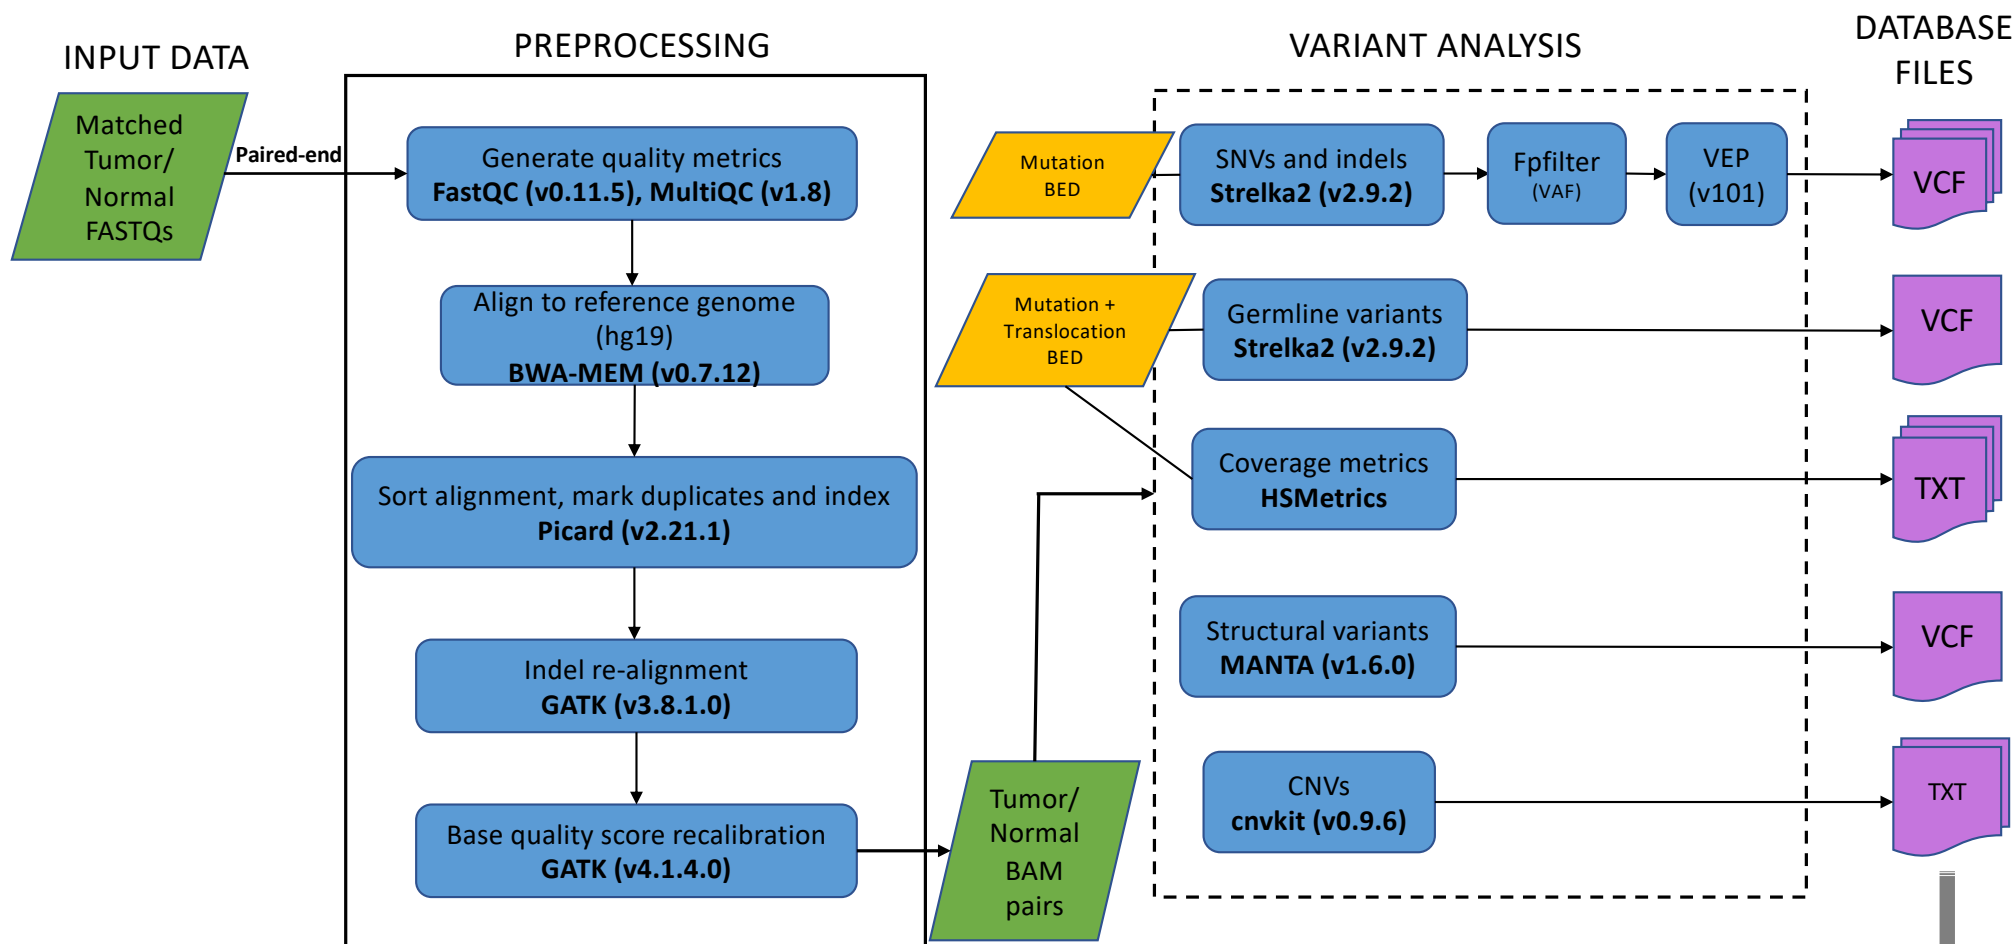 INPUT DATA
Matched
Tumor/
Normal
FASTQs
Paired-end
PREPROCESSING
Generate quality metrics
FastQC (v0.11.5), MultiQC (v1.8)
Align to reference genome
(hg19)
BWA-MEM (v0.7.12)
Sort alignment, mark duplicates and index
Picard (v2.21.1)
Indel re-alignment
GATK (v3.8.1.0)
Base quality score recalibration
GATK (v4.1.4.0)
Tumor/
Normal
BAM
pairs
VARIANT ANALYSIS
Mutation
BED
SNVs and indels
Strelka2 (v2.9.2)
Fpfilter
(VAF)
VEP
(v101)
Mutation +
Translocation
BED
Germline variants
Strelka2 (v2.9.2)
Coverage metrics
HSMetrics
Structural variants
MANTA (v1.6.0)
CNVs
cnvkit (v0.9.6)
DATABASE
FILES
VCF
VCF
TXT
VCF
TXT